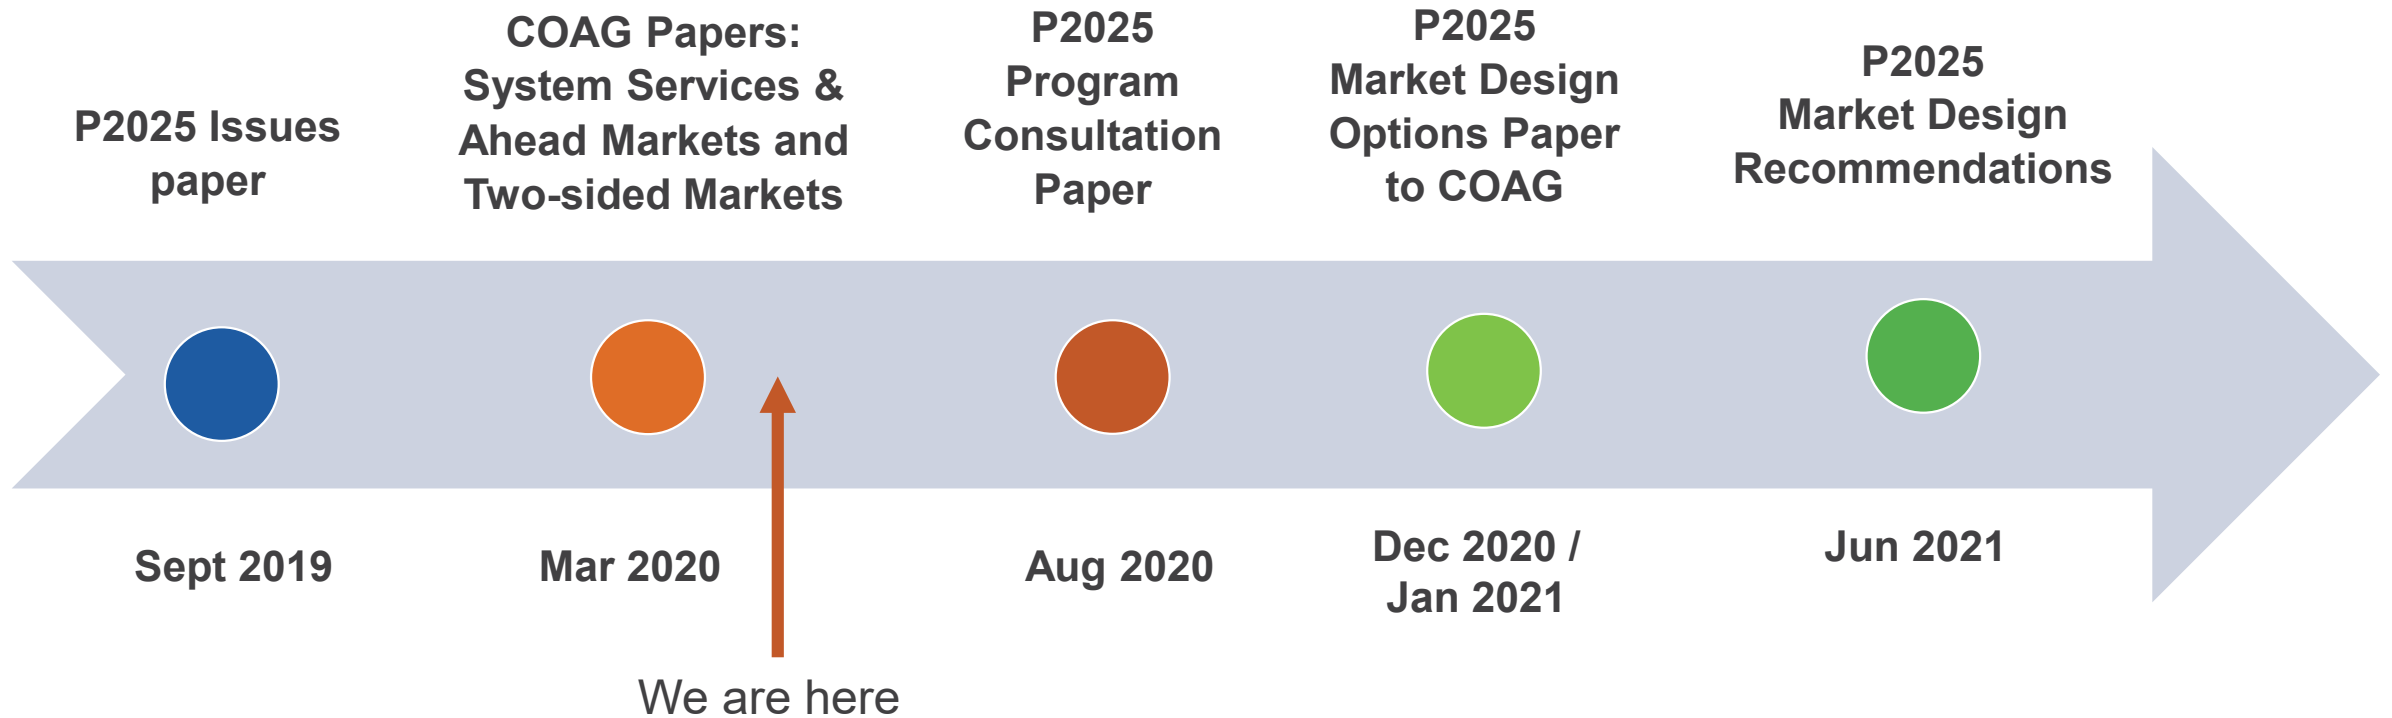 P2025 Issues
paper
COAG Papers:
System Services &
Ahead Markets and
Two-sided Markets
P2025
Program
Consultation
Paper
P2025
Market Design
Options Paper
to COAG
P2025
Market Design
Recommendations
Sept 2019
Mar 2020
Aug 2020
Dec 2020 /
Jan 2021
Jun 2021
We are here